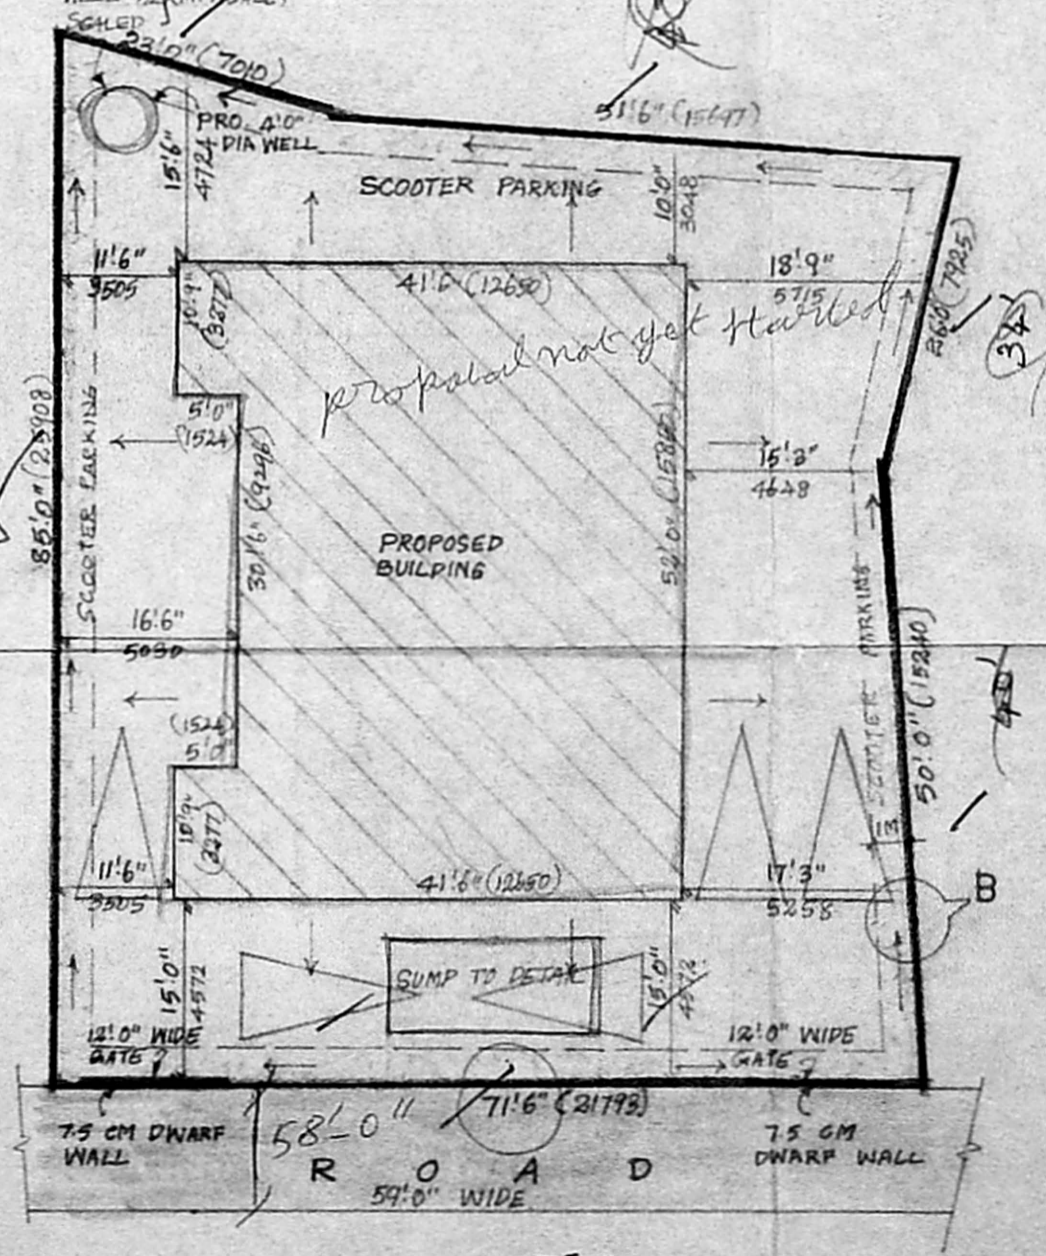 SEALED
23'0" (7010)
51'6" (15697)
PRO. 4'0"
DIA WELL
15'6"
4724
SCOOTER PARKING
10'0"
3048
11'6"
3505
41'6" (12650)
18'9"
5715
26'0" (7925)
34
10'9"
(3277)
proposal not yet started
5'0"
(1524)
15'3"
4648
85'0" (25908)
SCOOTER PARKING
30'6" (9296)
52'0" (15850)
PROPOSED
BUILDING
16'6"
5030
SCOOTER PARKING
50'0" (15240)
(1524)
5'0"
10'9"
(3277)
1M
11'6"
3505
41'6" (12650)
17'3"
5258
B
15'0"
4572
SUMP TO DETAIL
15'0"
4572
12'0" WIDE
GATE
12'0" WIDE
GATE
71'6" (21793)
58'-0"
7.5 CM DWARF
WALL
7.5 CM
DWARF WALL
ROAD
59'0" WIDE